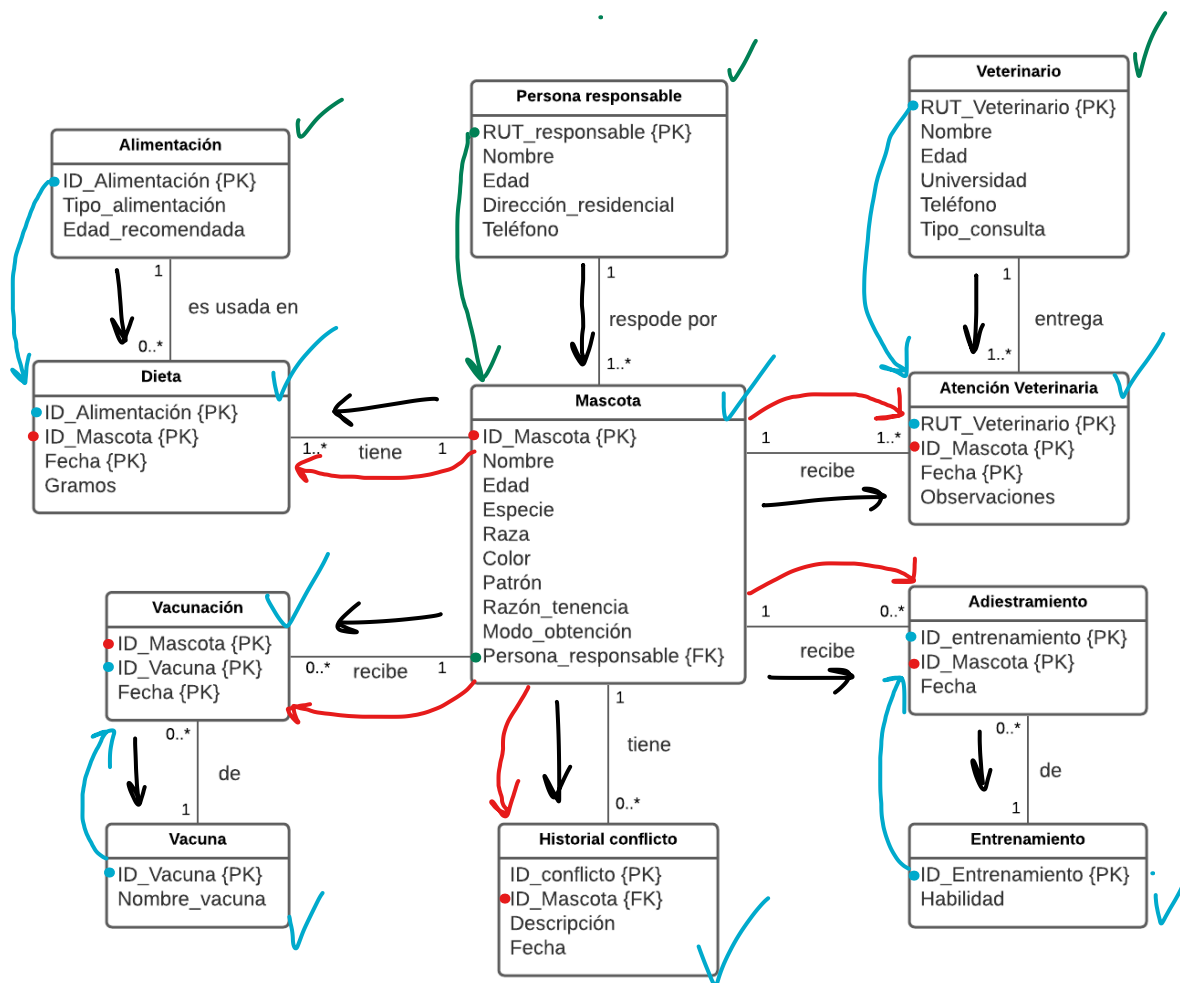 Alimentación
ID_Alimentación {PK}
Tipo_alimentación
Edad_recomendada
1
es usada en
0..*
Persona responsable
RUT_responsable {PK}
Nombre
Edad
Dirección_residencial
Teléfono
1
respode por
1..*
Veterinario
RUT_Veterinario {PK}
Nombre
Edad
Universidad
Teléfono
Tipo_consulta
1
entrega
1..*
Dieta
ID_Alimentación {PK}
ID_Mascota {PK}
Fecha {PK}
Gramos
1..*
tiene
1
Mascota
ID_Mascota {PK}
Nombre
Edad
Especie
Raza
Color
Patrón
Razón_tenencia
Modo_obtención
Persona_responsable {FK}
1
1..*
recibe
Atención Veterinaria
RUT_Veterinario {PK}
ID_Mascota {PK}
Fecha {PK}
Observaciones
Vacunación
ID_Mascota {PK}
ID_Vacuna {PK}
Fecha {PK}
0..*
recibe
1
1
0..*
recibe
Adiestramiento
ID_entrenamiento {PK}
ID_Mascota {PK}
Fecha
0..*
de
1
Vacuna
ID_Vacuna {PK}
Nombre_vacuna
1
tiene
0..*
Historial conflicto
ID_conflicto {PK}
ID_Mascota {FK}
Descripción
Fecha
0..*
de
1
Entrenamiento
ID_Entrenamiento {PK}
Habilidad